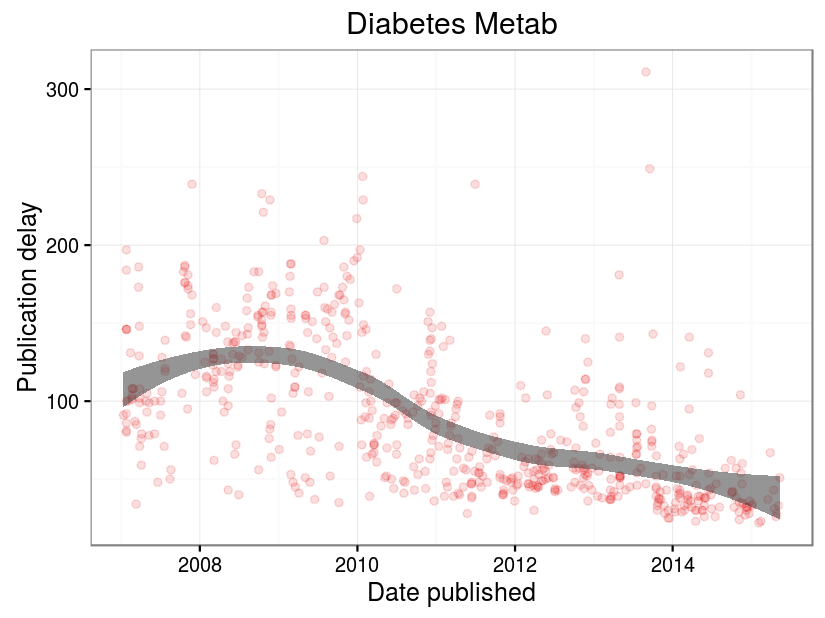 Diabetes Metab
Publication delay
300
200
100
2008 2010 2012 2014
Date published